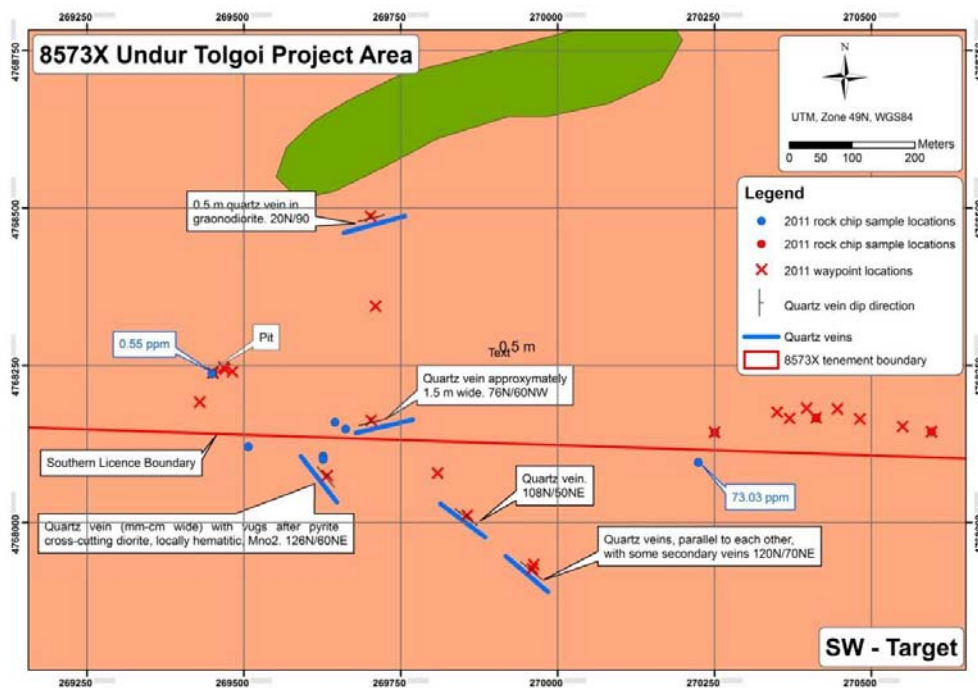 269250 269500 269750 270000 270250 270500
8573X Undur Tolgoi Project Area
N
UTM, Zone 49N, WGS84
Meters
0 50 100 200
4768750
4768500
4768250
4768000
Legend
2011 rock chip sample locations
2011 rock chip sample locations
2011 waypoint locations
Quartz vein dip direction
Quartz veins
8573X tenement boundary
0.5 m quartz vein in
graonodiorite. 20N/90
0.55 ppm
Pit
0.5 m
Text
Quartz vein approxymately
1.5 m wide. 76N/60NW
Southern Licence Boundary
Quartz vein.
108N/50NE
73.03 ppm
Quartz vein (mm-cm wide) with vugs after pyrite
cross-cutting diorite, locally hematitic, Mno2. 126N/60NE
Quartz veins, parallel to each other,
with some secondary veins 120N/70NE
SW - Target
4768750
4768500
4768250
4768000
269250 269500 269750 270000 270250 270500